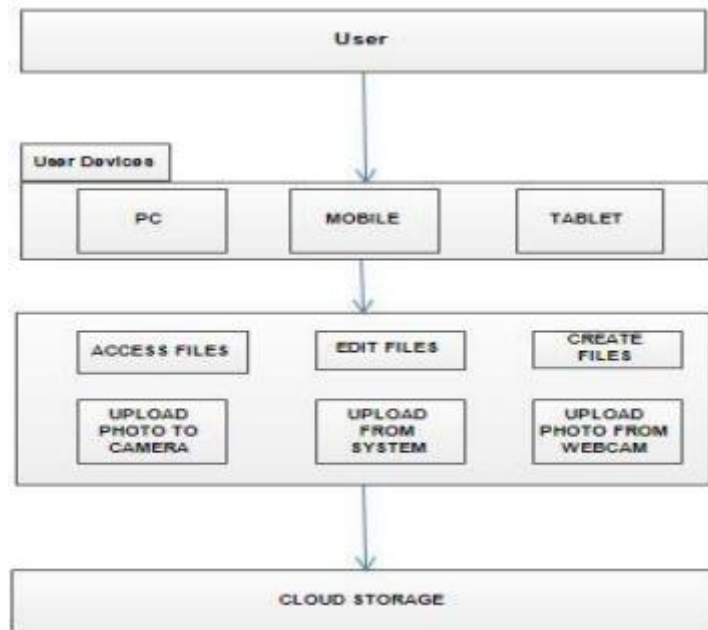 User
User Devices
PC
MOBILE
TABLET
ACCESS FILES
EDIT FILES
CREATE
FILES
UPLOAD
PHOTO TO
CAMERA
UPLOAD
FROM
SYSTEM
UPLOAD
PHOTO FROM
WEBCAM
CLOUD STORAGE